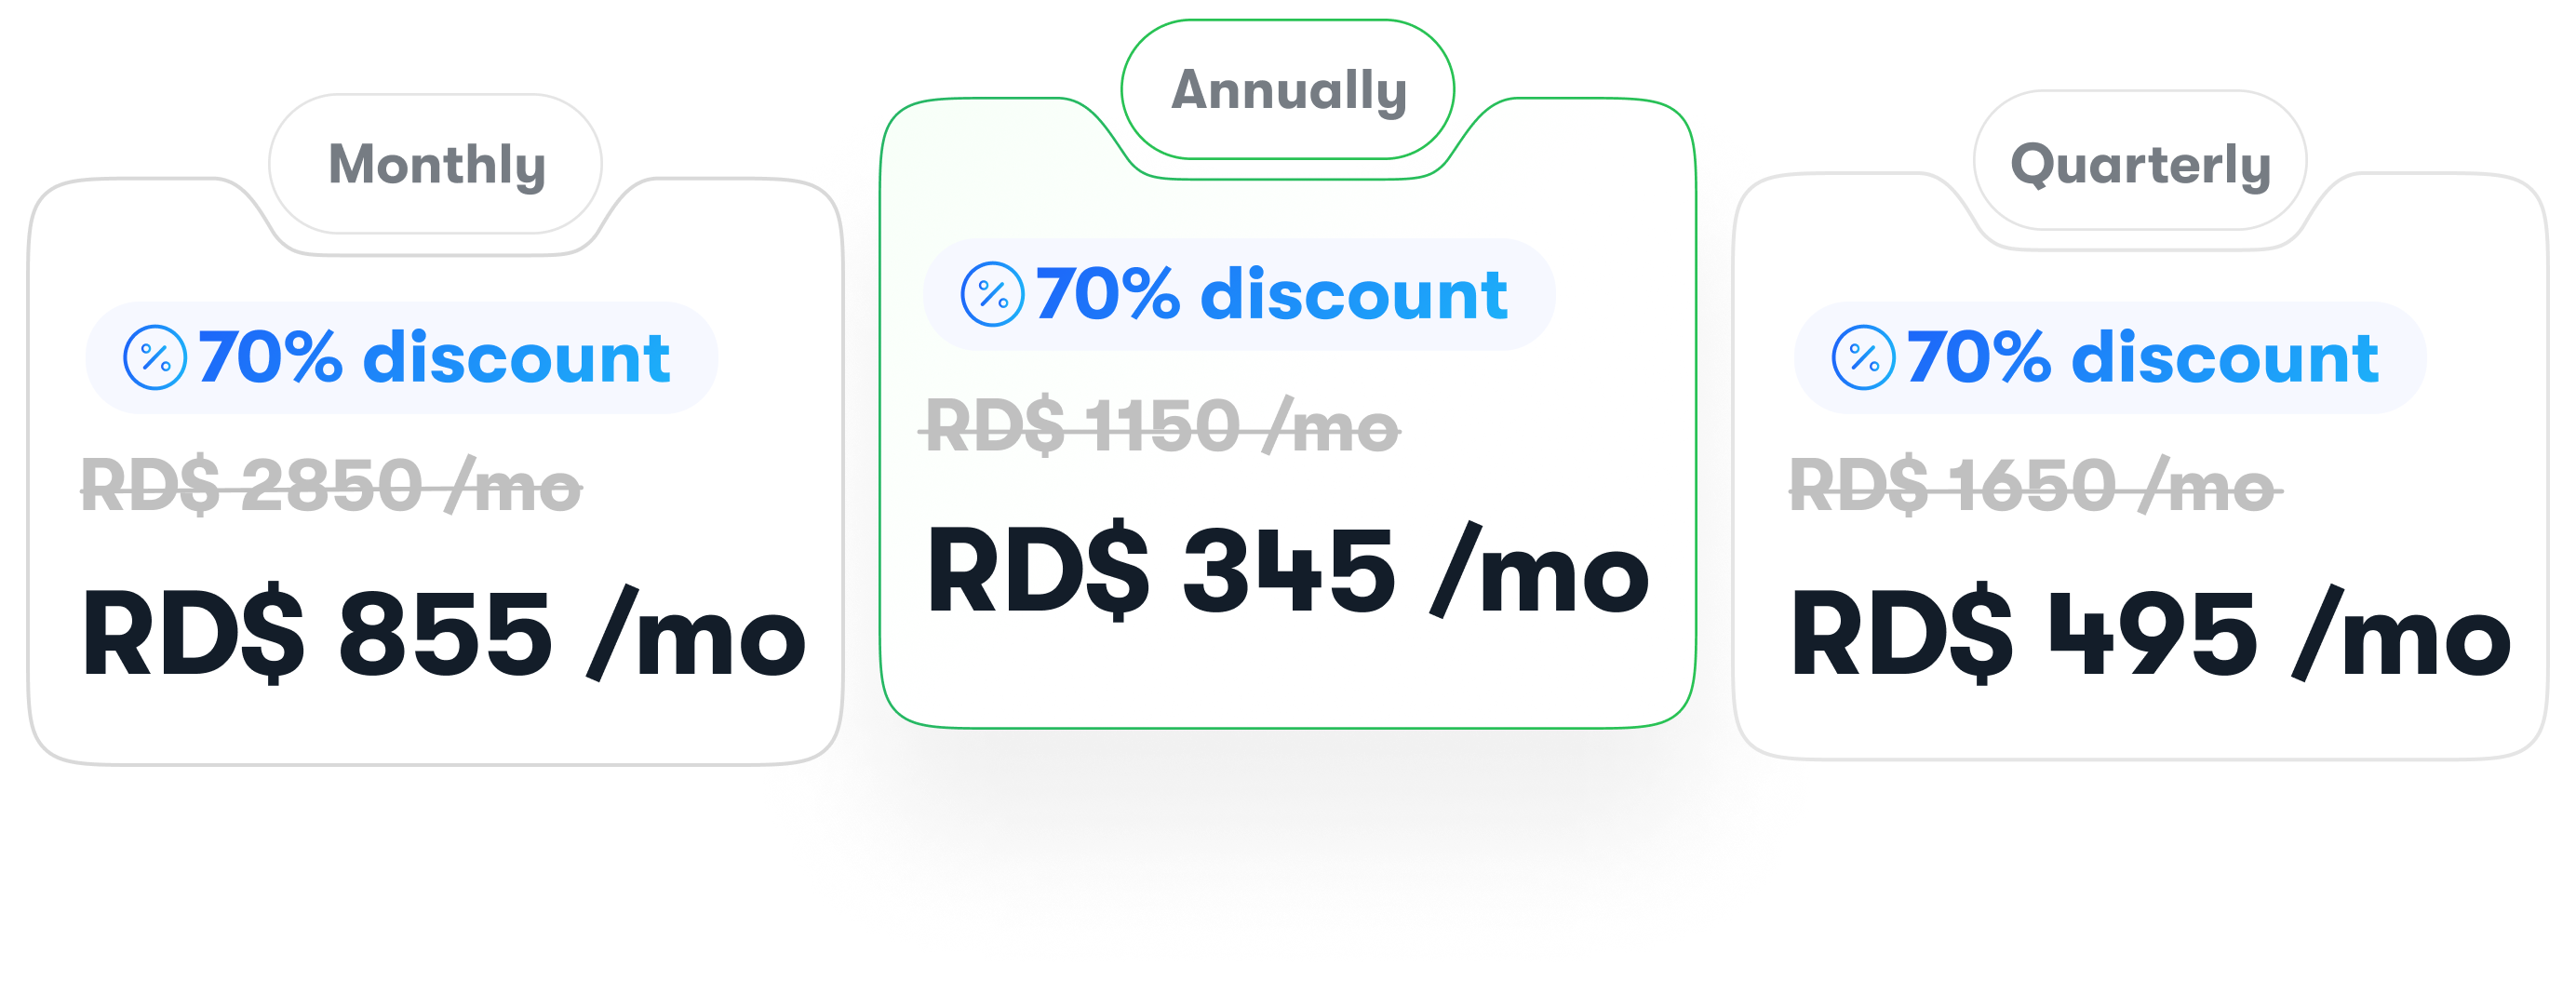 Monthly
70% discount
RD$ 2850 /mo
RD$ 855 /mo
Annually
70% discount
RD$ 1150 /mo
RD$ 345 /mo
Quarterly
70% discount
RD$ 1650 /mo
RD$ 495 /mo